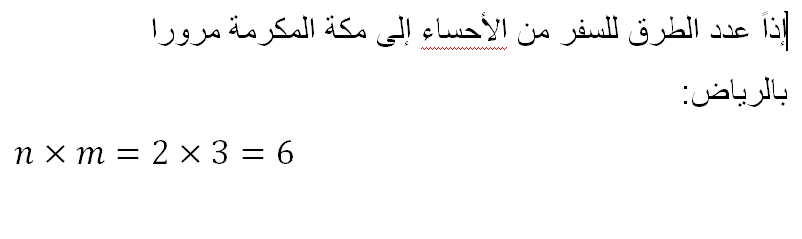 إذاً عدد الطرق للسفر من الأحساء إلى مكة المكرمة مرورا
بالرياض:
n × m = 2 × 3 = 6